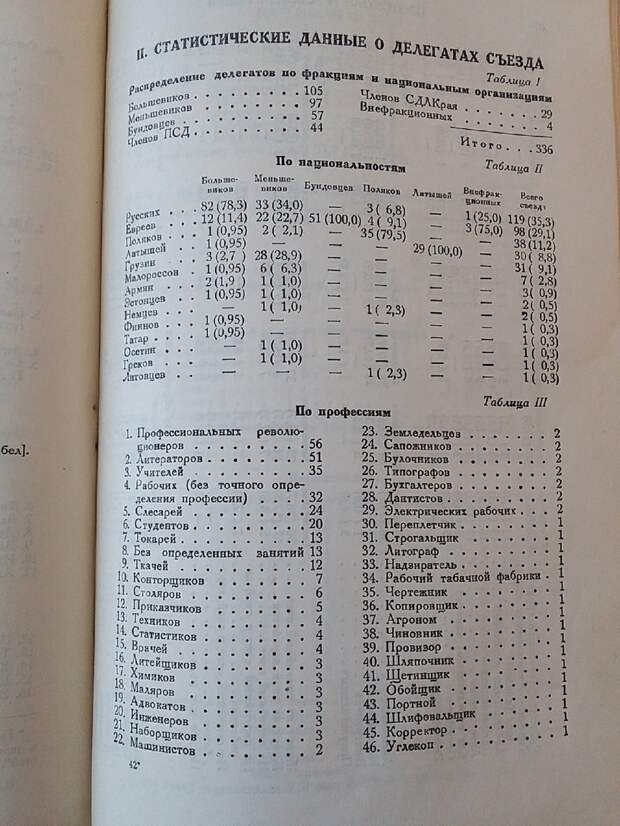 II. СТАТИСТИЧЕСКИЕ ДАННЫЕ О ДЕЛЕГАТАХ СЪЕЗДА
Таблица I
Распределение делегатов по фракциям и национальным организациям
Большевиков . . . . . . . 105
Меньшевиков . . . . . . . 97
Бундовцев . . . . . . . 57
Членов ПСД . . . . . . . 44
Членов СДЛКрая . . . . . . . 29
Внефракционных . . . . . . . 4
Итого . . . 336
По национальностям
Таблица II
Больше-виков Меньше-виков Бундовцев Поляков Латышей Внефрак-ционных Всего съезд:
Русских . . . 82 (78,3) 33 (34,0) — 3 ( 6,8) — 1 (25,0) 119 (35,3)
Евреев . . . 12 (11,4) 22 (22,7) 51 (100,0) 4 ( 9,1) — 3 (75,0) 98 (29,1)
Поляков . . . 1 (0,95) 2 ( 2,1) — 35 (79,5) — — 38 (11,2)
Латышей . . . 1 (0,95) — — — 29 (100,0) — 30 ( 8,8)
Грузин . . . 3 (2,7 ) 28 (28,9) — — — — 31 ( 9,1)
Малороссов . 1 (0,95) 6 ( 6,3) — — — — 7 ( 2,8)
Армян . . . 2 (1,9 ) 1 ( 1,0) — — — — 3 ( 0,9)
Эстонцев . . 1 (0,95) 1 ( 1,0) — — — — 2 ( 0,5)
Немцев . . . — 1 ( 1,0) — 1 ( 2,3) — — 2 ( 0,5)
Финнов . . . 1 (0,95) — — — — — 1 ( 0,3)
Татар . . . 1 (0,95) — — — — — 1 ( 0,3)
Осетин . . . — 1 ( 1,0) — — — — 1 ( 0,3)
Греков . . . — 1 ( 1,0) — — — — 1 ( 0,3)
Литовцев . . — — — 1 ( 2,3) — — 1 ( 0,3)
Таблица III
По профессиям
1. Профессиональных револю-
ционеров . . . . . . . 56
2. Литераторов . . . . . . . 51
3. Учителей . . . . . . . 35
4. Рабочих (без точного опре-
деления профессии) . . . . 32
5. Слесарей . . . . . . . 24
6. Студентов . . . . . . . 20
7. Токарей . . . . . . . 13
8. Без определенных занятий 13
9. Ткачей . . . . . . . 12
10. Конторщиков . . . . . . . 7
11. Столяров . . . . . . . 6
12. Приказчиков . . . . . . . 5
13. Техников . . . . . . . 4
14. Статистиков . . . . . . . 4
15. Врачей . . . . . . . 4
16. Литейщиков . . . . . . . 3
17. Химиков . . . . . . . 3
18. Маляров . . . . . . . 3
19. Адвокатов . . . . . . . 3
20. Инженеров . . . . . . . 3
21. Наборщиков . . . . . . . 3
22. Машинистов . . . . . . . 2
23. Земледельцев . . . . . . . 2
24. Сапожников . . . . . . . 2
25. Булочников . . . . . . . 2
26. Типографов . . . . . . . 2
27. Бухгалтеров . . . . . . . 2
28. Дантистов . . . . . . . 2
29. Электрических рабочих . . . 2
30. Переплетчик . . . . . . . 1
31. Строгальщик . . . . . . . 1
32. Литограф . . . . . . . 1
33. Надзиратель . . . . . . . 1
34. Рабочий табачной фабрики . 1
35. Чертежник . . . . . . . 1
36. Копировщик . . . . . . . 1
37. Агроном . . . . . . . 1
38. Чиновник . . . . . . . 1
39. Провизор . . . . . . . 1
40. Шляпочник . . . . . . . 1
41. Щетинщик . . . . . . . 1
42. Обойщик . . . . . . . 1
43. Портной . . . . . . . 1
44. Шлифовальщик . . . . . . . 1
45. Корректор . . . . . . . 1
46. Углекоп . . . . . . . 1
42*
бел].